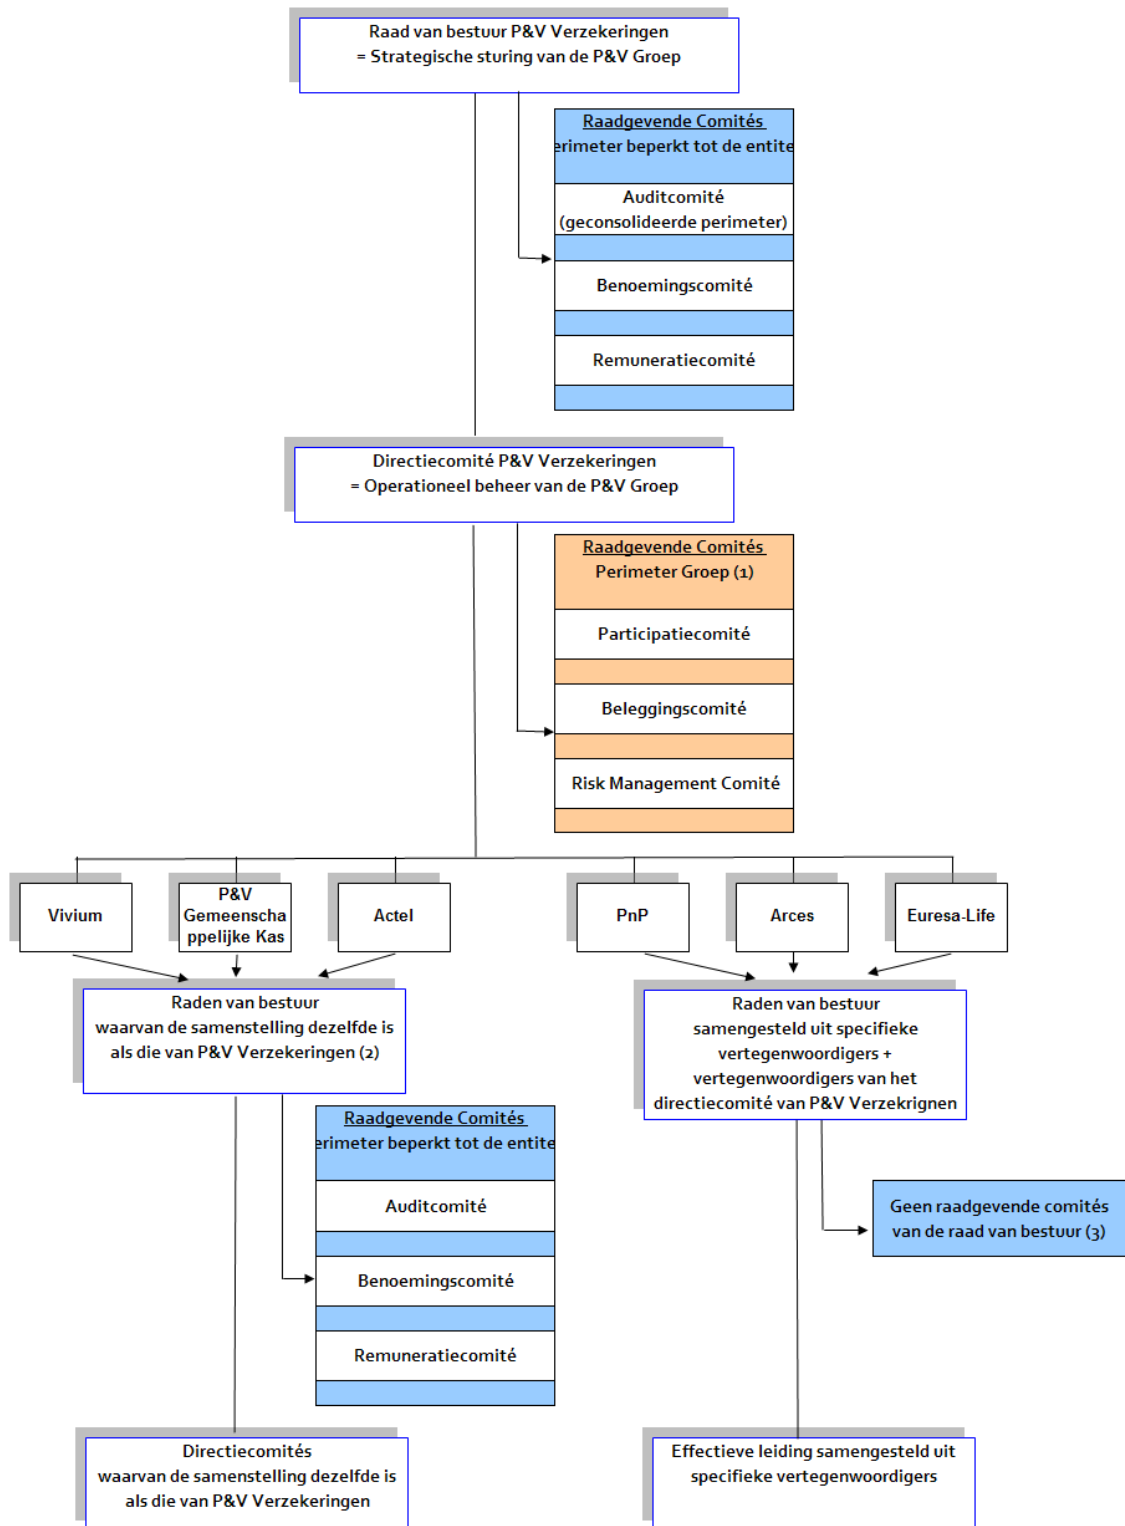 Raad van bestuur P&V Verzekeringen
= Strategische sturing van de P&V Groep
Raadgevende Comités
erimeter beperkt tot de entite
Auditcomité
(geconsolideerde perimeter)
Benoemingscomité
Remuneratiecomité
Directiecomité P&V Verzekeringen
= Operationeel beheer van de P&V Groep
Raadgevende Comités
Perimeter Groep (1)
Participatiecomité
Beleggingscomité
Risk Management Comité
Vivium
P&V
Gemeenscha
ppelijke Kas
Actel
PnP
Arces
Euresa-Life
Raden van bestuur
waarvan de samenstelling dezelfde is
als die van P&V Verzekeringen (2)
Raden van bestuur
samengesteld uit specifieke
vertegenwoordigers +
vertegenwoordigers van het
directiecomité van P&V Verzekrignen
Raadgevende Comités
erimeter beperkt tot de entite
Auditcomité
Benoemingscomité
Remuneratiecomité
Geen raadgevende comités
van de raad van bestuur (3)
Directiecomités
waarvan de samenstelling dezelfde is
als die van P&V Verzekeringen
Effectieve leiding samengesteld uit
specifieke vertegenwoordigers